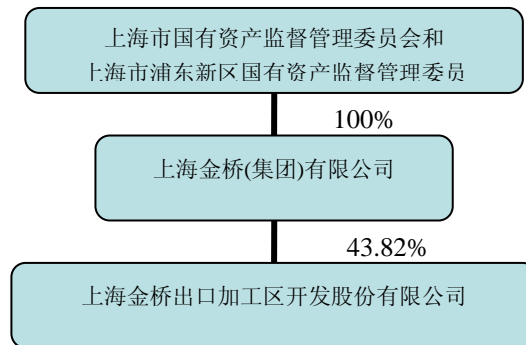 上海市国有资产监督管理委员会和
上海市浦东新区国有资产监督管理委员
100%
上海金桥(集团)有限公司
43.82%
上海金桥出口加工区开发股份有限公司